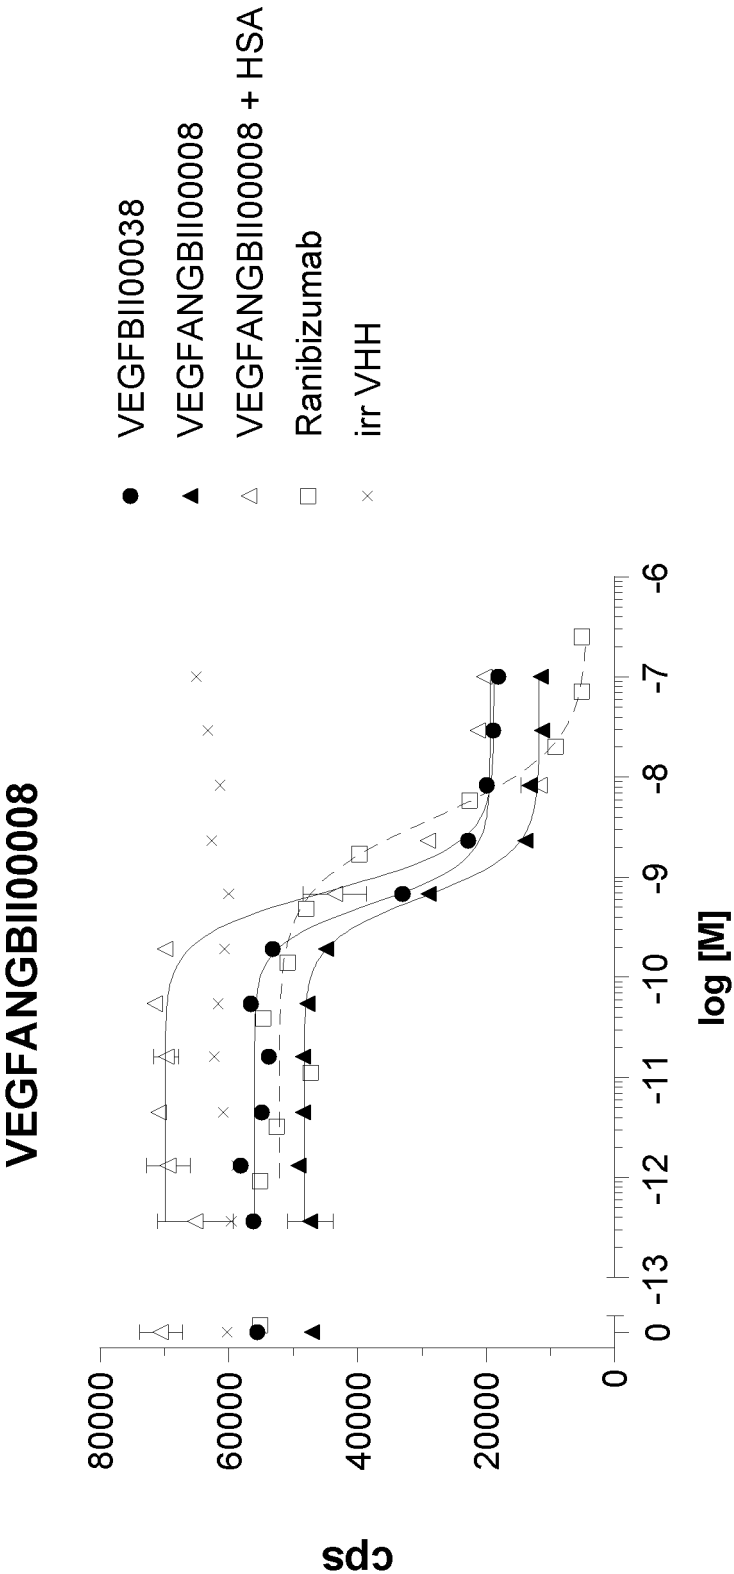 VEGFANGBII00008
cps
80000
60000
40000
20000
0
0 -13 -12 -11 -10 -9 -8 -7 -6
log [M]
VEGFBII00038
VEGFANGBII00008
VEGFANGBII00008 + HSA
Ranibizumab
irr VHH